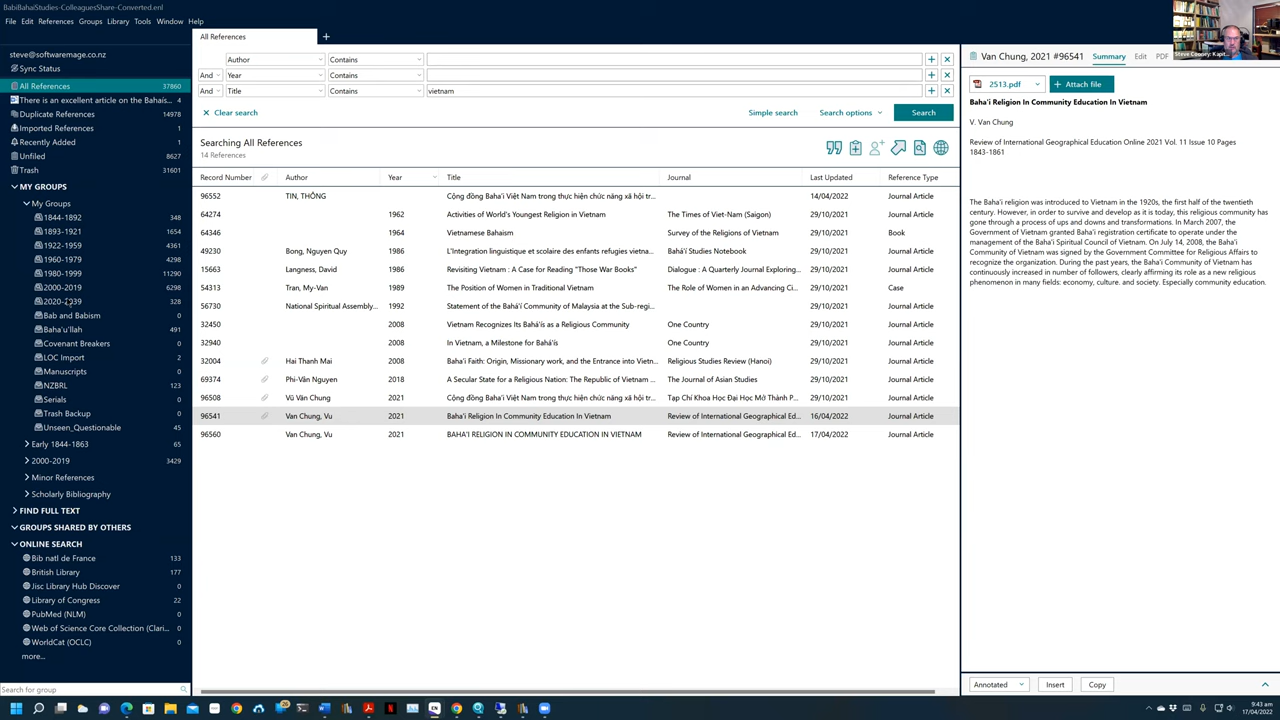 BabiBahaiStudies-ColleaguesShare-Converted.enl
File Edit References Groups Library Tools Window Help
steve@softwaremage.co.nz
Sync Status
All References 37860
There is an excellent article on the Bahaís 4
Duplicate References 14978
Imported References 1
Recently Added 1
Unfiled 8627
Trash 1
MY GROUPS
My Groups
1844-1892 348
1893-1921 1654
1922-1959 4361
1960-1979 4298
1980-1999 11290
2000-2019 6298
2020-2039 328
Bab and Babism 0
Baha'u'llah 491
Covenant Breakers 0
LOC Import 2
Manuscripts 0
NZBRL 123
Serials 0
Trash Backup 0
Unseen_Questionable 45
Early 1844-1863 65
2000-2019 3429
Minor References
Scholarly Bibliography
FIND FULL TEXT
GROUPS SHARED BY OTHERS
ONLINE SEARCH
Bib natl de France 133
British Library 177
Jisc Library Hub Discover 0
Library of Congress 22
PubMed (NLM) 0
Web of Science Core Collection (Clari... 0
WorldCat (OCLC) 0
more...
Search for group
All References +
Author Contains
And Year Contains
And Title Contains vietnam
Clear search Simple search Search options Search
Searching All References
14 References
Record Number Author Year Title Journal Last Updated Reference Type
96552 TIN, THÔNG Cộng đồng Baha'i Việt Nam trong thực hiện chức năng xã hội tr... 14/04/2022 Journal Article
64274 1962 Activities of World's Youngest Religion in Vietnam The Times of Viet-Nam (Saigon) 29/10/2021 Journal Article
64346 1964 Vietnamese Bahaism Survey of the Religions of Vietnam 29/10/2021 Book
49230 Bong, Nguyen Quy 1986 L'Integration linguistique et scolaire des enfants refugies vietna... Bahá'í Studies Notebook 29/10/2021 Journal Article
15663 Langness, David 1986 Revisiting Vietnam : A Case for Reading "Those War Books" Dialogue : A Quarterly Journal Exploring... 29/10/2021 Journal Article
54313 Tran, My-Van 1989 The Position of Women in Traditional Vietnam The Role of Women in an Advancing Ci... 29/10/2021 Case
56730 National Spiritual Assembly... 1992 Statement of the Bahá'í Community of Malaysia at the Sub-regi... 29/10/2021 Journal Article
32450 2008 Vietnam Recognizes Its Bahá'ís as a Religious Community One Country 29/10/2021 Journal Article
32940 2008 In Vietnam, a Milestone for Bahá'ís One Country 29/10/2021 Journal Article
32004 Hai Thanh Mai 2008 Baha'i Faith: Origin, Missionary work, and the Entrance into Vietn... Religious Studies Review (Hanoi) 29/10/2021 Journal Article
69374 Phi-Vân Nguyen 2018 A Secular State for a Religious Nation: The Republic of Vietnam ... The Journal of Asian Studies 29/10/2021 Journal Article
96508 Vũ Văn Chung 2021 Cộng đồng Baha'i Việt Nam trong thực hiện chức năng xã hội tr... Tạp Chí Khoa Học Đại Học Mở Thành P... 29/10/2021 Journal Article
96541 Van Chung, Vu 2021 Baha'i Religion In Community Education In Vietnam Review of International Geographical Ed... 16/04/2022 Journal Article
96560 Van Chung, Vu 2021 BAHA'I RELIGION IN COMMUNITY EDUCATION IN VIETNAM Review of International Geographical Ed... 17/04/2022 Journal Article
Steve Cooney: Kapit...
Van Chung, 2021 #96541 Summary Edit PDF
2513.pdf + Attach file
Baha'i Religion In Community Education In Vietnam
V. Van Chung
Review of International Geographical Education Online 2021 Vol. 11 Issue 10 Pages
1843-1861
The Baha'i religion was introduced to Vietnam in the 1920s, the first half of the twentieth
century. However, in order to survive and develop as it is today, this religious community has
gone through a process of ups and downs and transformations. In March 2007, the
Government of Vietnam granted Baha'i registration certificate to operate under the
management of the Baha'i Spiritual Council of Vietnam. On July 14, 2008, the Baha'i
Community of Vietnam was signed by the Government Committee for Religious Affairs to
recognize the organization. During the past years, the Baha'i Community of Vietnam has
continuously increased in number of followers, clearly affirming its role as a new religious
phenomenon in many fields: economy, culture. and society. Especially community education.
Annotated Insert Copy
9:43 am
17/04/2022